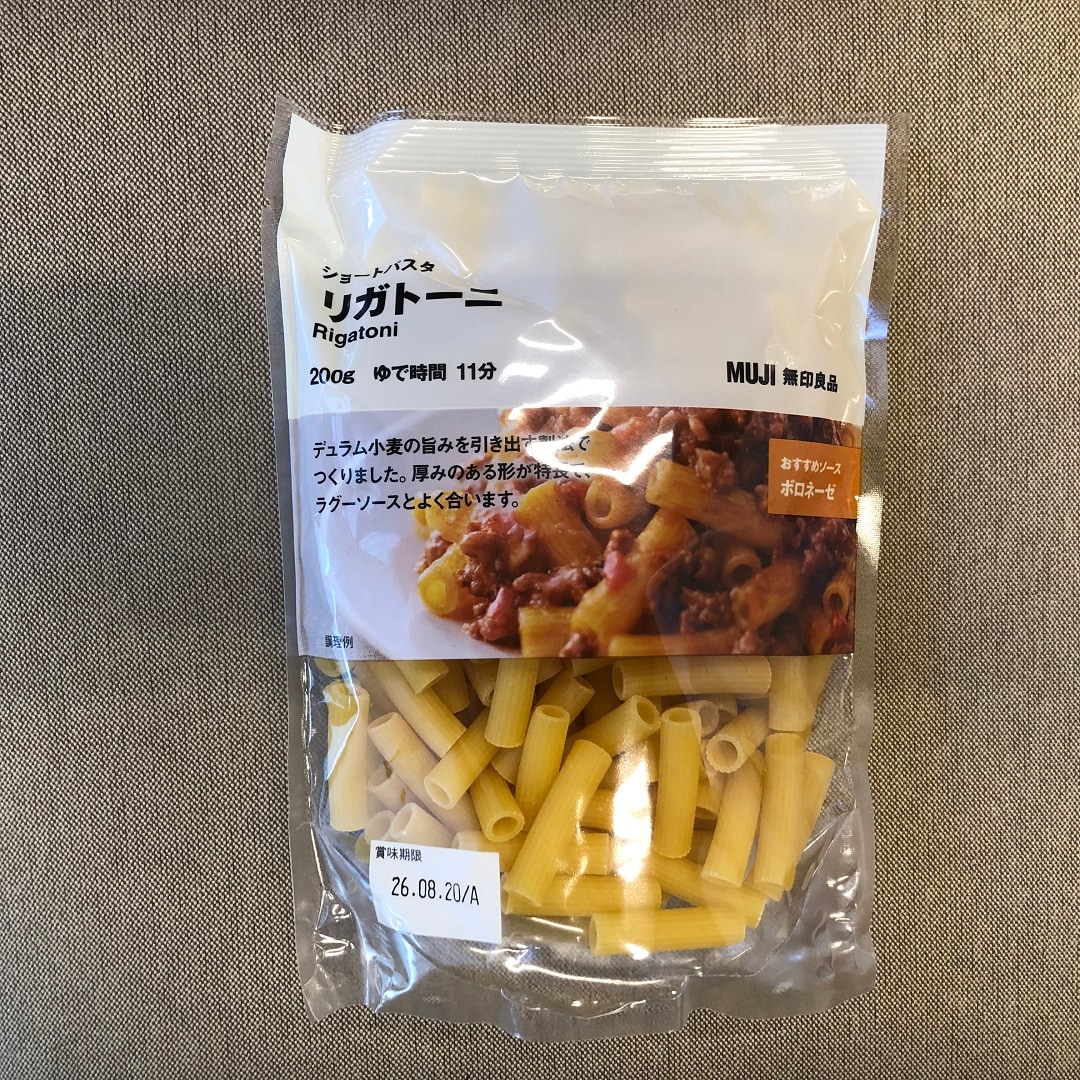 ショートパスタ
リガトーニ
Rigatoni
200g ゆで時間 11分
MUJI 無印良品
デュラム小麦の旨みを引き出す製法で
つくりました。厚みのある形が特長で、
ラグーソースとよく合います。
おすすめソース
ボロネーゼ
調理例
賞味期限
26.08.20/A